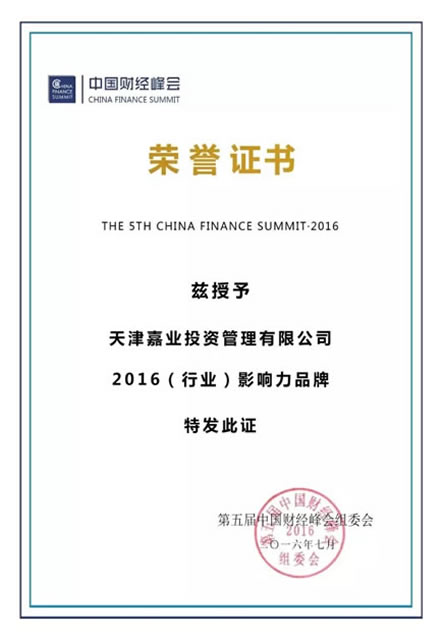 CHINA
FINANCE
SUMMIT
中国财经峰会
CHINA FINANCE SUMMIT
荣誉证书
THE 5TH CHINA FINANCE SUMMIT·2016
兹授予
天津嘉业投资管理有限公司
2016（行业）影响力品牌
特发此证
第五届中国财经峰会组委会
二〇一六年七月
第五届中国财经峰会
2016
组委会